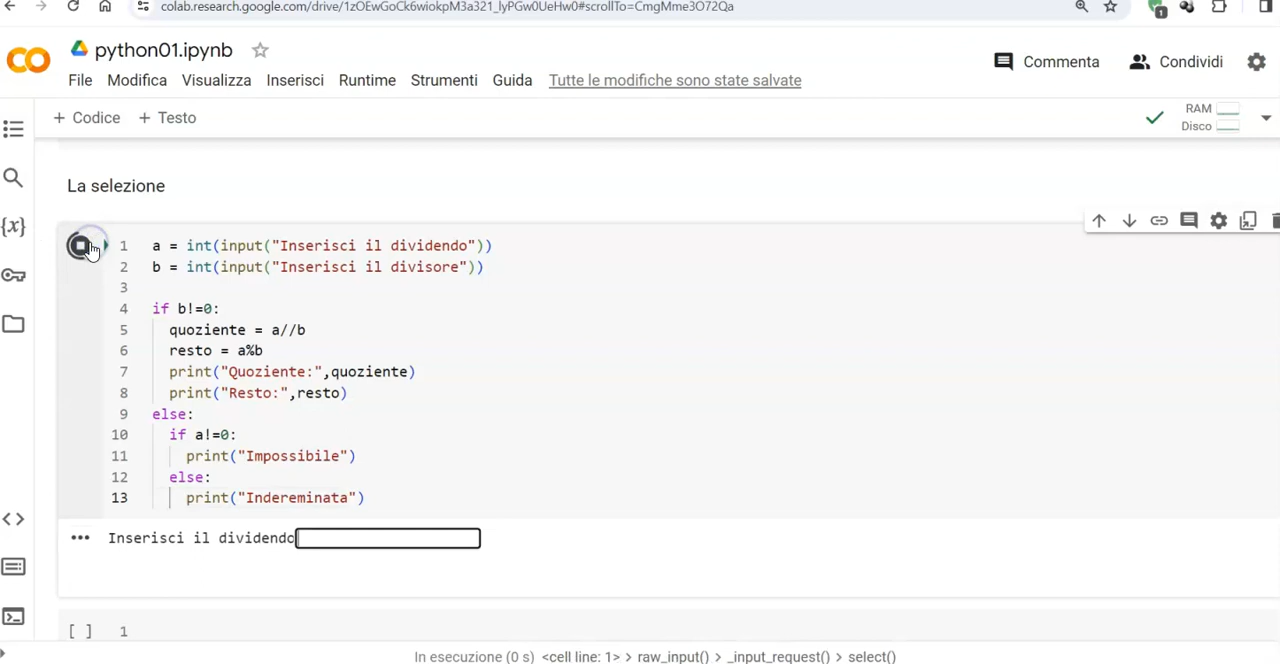 colab.research.google.com/drive/1zOEwGoCk6wiokpM3a321_lyPGw0UeHw0#scrollTo=CmgMme3O72Qa
1
python01.ipynb
Commenta
Condividi
File Modifica Visualizza Inserisci Runtime Strumenti Guida Tutte le modifiche sono state salvate
+ Codice + Testo
RAM
Disco
La selezione
1 a = int(input("Inserisci il dividendo"))
2 b = int(input("Inserisci il divisore"))
3
4 if b!=0:
5 quoziente = a//b
6 resto = a%b
7 print("Quoziente:",quoziente)
8 print("Resto:",resto)
9 else:
10 if a!=0:
11 print("Impossibile")
12 else:
13 print("Indereminata")
••• Inserisci il dividendo
[ ] 1
In esecuzione (0 s) <cell line: 1> > raw_input() > _input_request() > select()